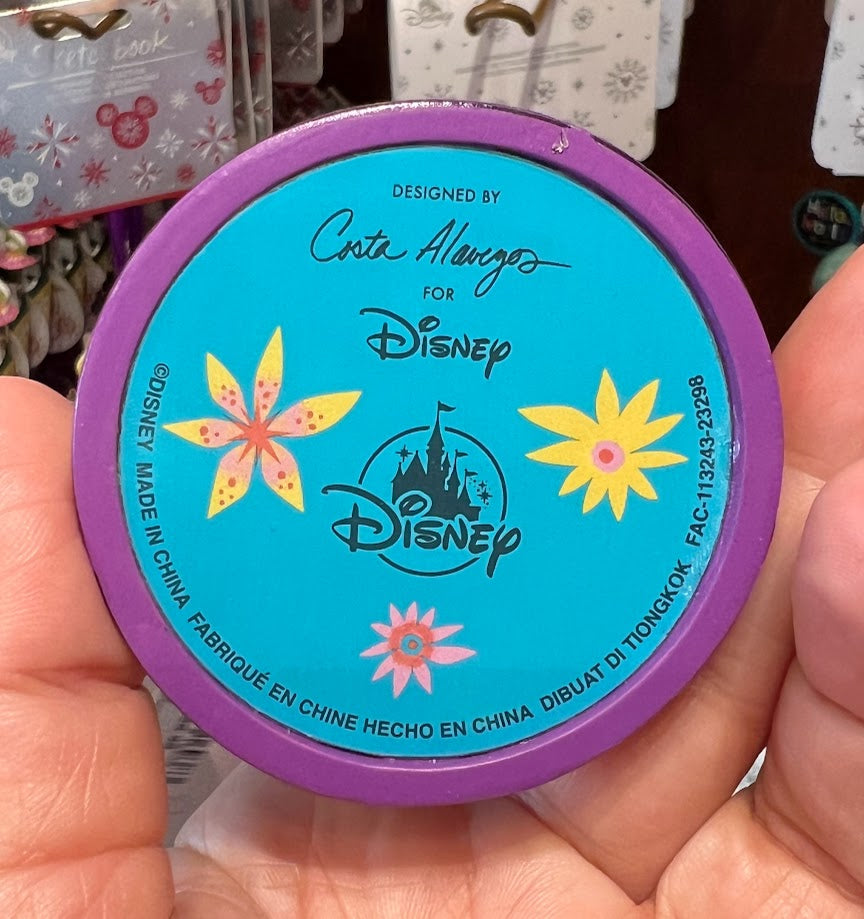 Sketchbook
DESIGNED BY
Costa Alavezos
FOR
Disney
Disney
©DISNEY MADE IN CHINA FABRIQUÉ EN CHINE HECHO EN CHINA DIBUAT DI TIONGKOK FAC-113243-23298